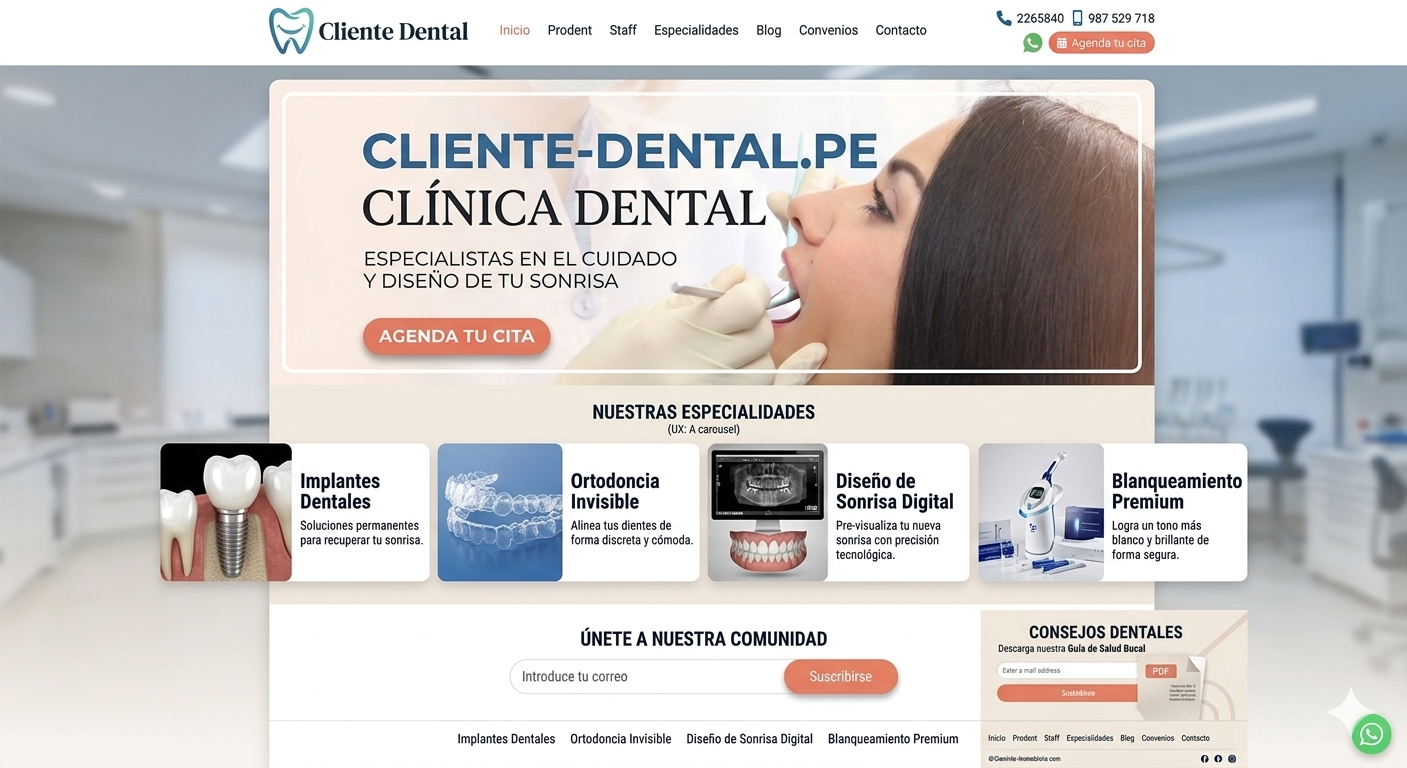 Cliente Dental
Inicio Prodent Staff Especialidades Blog Convenios Contacto
2265840 987 529 718
Agenda tu cita
CLIENTE-DENTAL.PE
CLÍNICA DENTAL
ESPECIALISTAS EN EL CUIDADO
Y DISEÑO DE TU SONRISA
AGENDA TU CITA
NUESTRAS ESPECIALIDADES
(UX: A carousel)
Implantes
Dentales
Soluciones permanentes
para recuperar tu sonrisa.
Ortodoncia
Invisible
Alinea tus dientes de
forma discreta y cómoda.
Diseño de
Sonrisa Digital
Pre-visualiza tu nueva
sonrisa con precisión
tecnológica.
Blanqueamiento
Premium
Logra un tono más
blanco y brillante de
forma segura.
ÚNETE A NUESTRA COMUNIDAD
Introduce tu correo
Suscribirse
CONSEJOS DENTALES
Descarga nuestra Guía de Salud Bucal
Enter a mail address
PDF
Implantes Dentales Ortodoncia Invisible Diseño de Sonrisa Digital Blanqueamiento Premium
Inicio Prodent Staff Blog